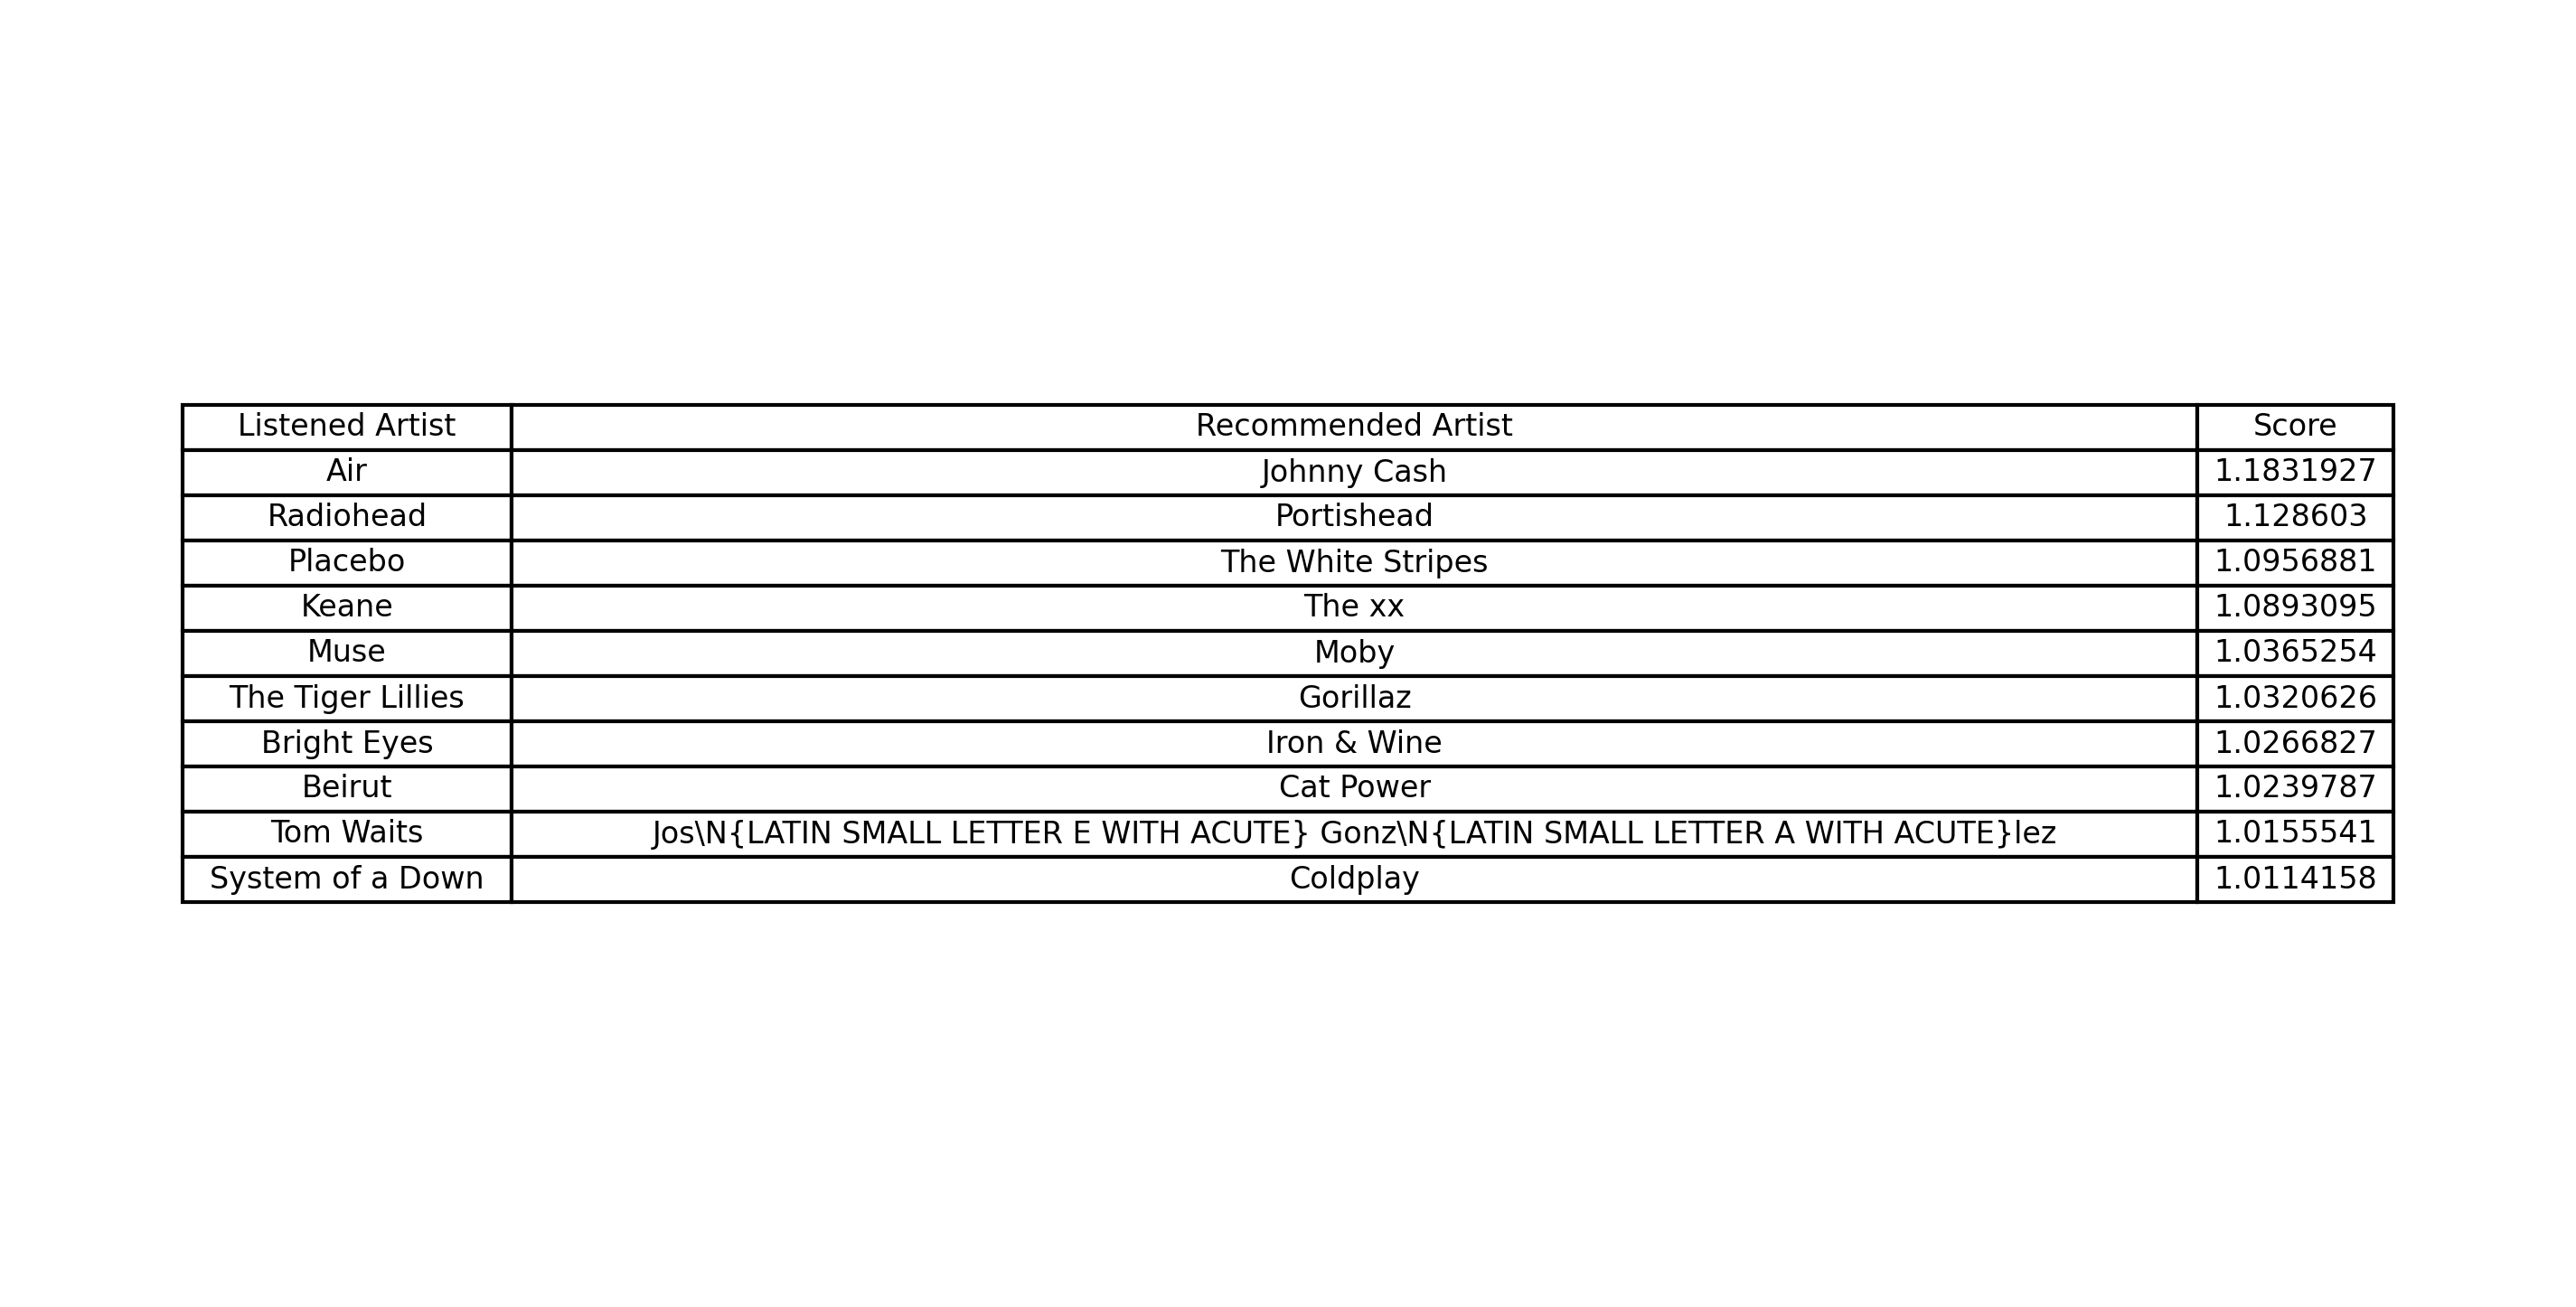 Listened Artist Recommended Artist Score
Air Johnny Cash 1.1831927
Radiohead Portishead 1.128603
Placebo The White Stripes 1.0956881
Keane The xx 1.0893095
Muse Moby 1.0365254
The Tiger Lillies Gorillaz 1.0320626
Bright Eyes Iron & Wine 1.0266827
Beirut Cat Power 1.0239787
Tom Waits Jos\N{LATIN SMALL LETTER E WITH ACUTE} Gonz\N{LATIN SMALL LETTER A WITH ACUTE}lez 1.0155541
System of a Down Coldplay 1.0114158